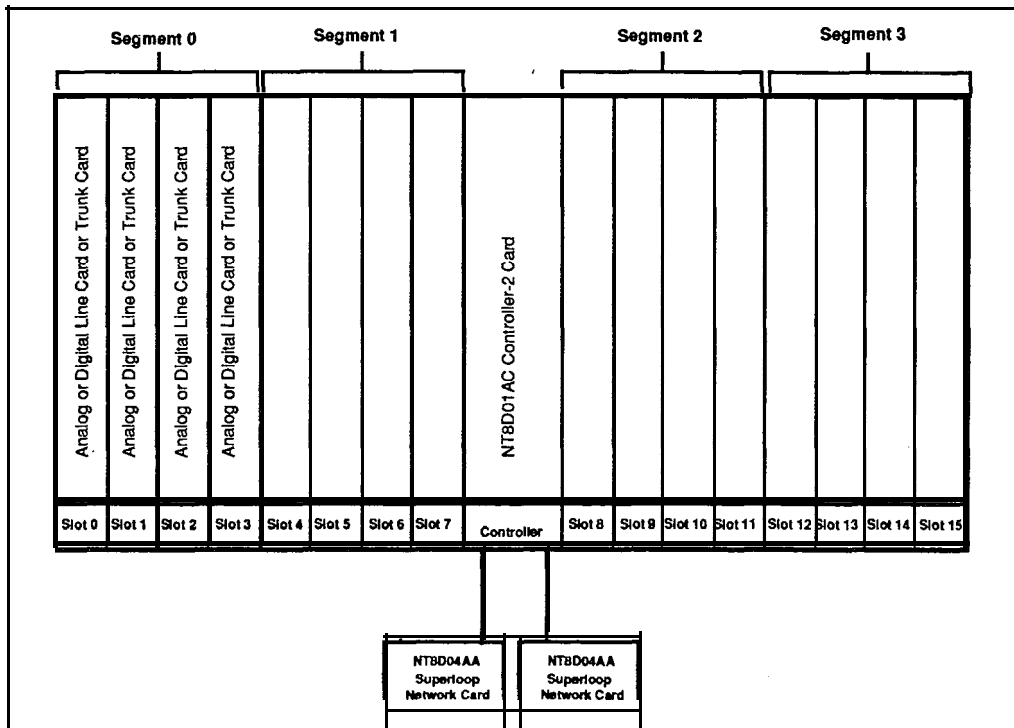 Segment 0
Segment 1
Segment 2
Segment 3
Analog or Digital Line Card or Trunk Card
Analog or Digital Line Card or Trunk Card
Analog or Digital Line Card or Trunk Card
Analog or Digital Line Card or Trunk Card
NT8D01AC Controller-2 Card
Slot 0
Slot 1
Slot 2
Slot 3
Slot 4
Slot 5
Slot 6
Slot 7
Controller
Slot 8
Slot 9
Slot 10
Slot 11
Slot 12
Slot 13
Slot 14
Slot 15
NT8D04AA
Superloop
Network Card
NT8D04AA
Superloop
Network Card